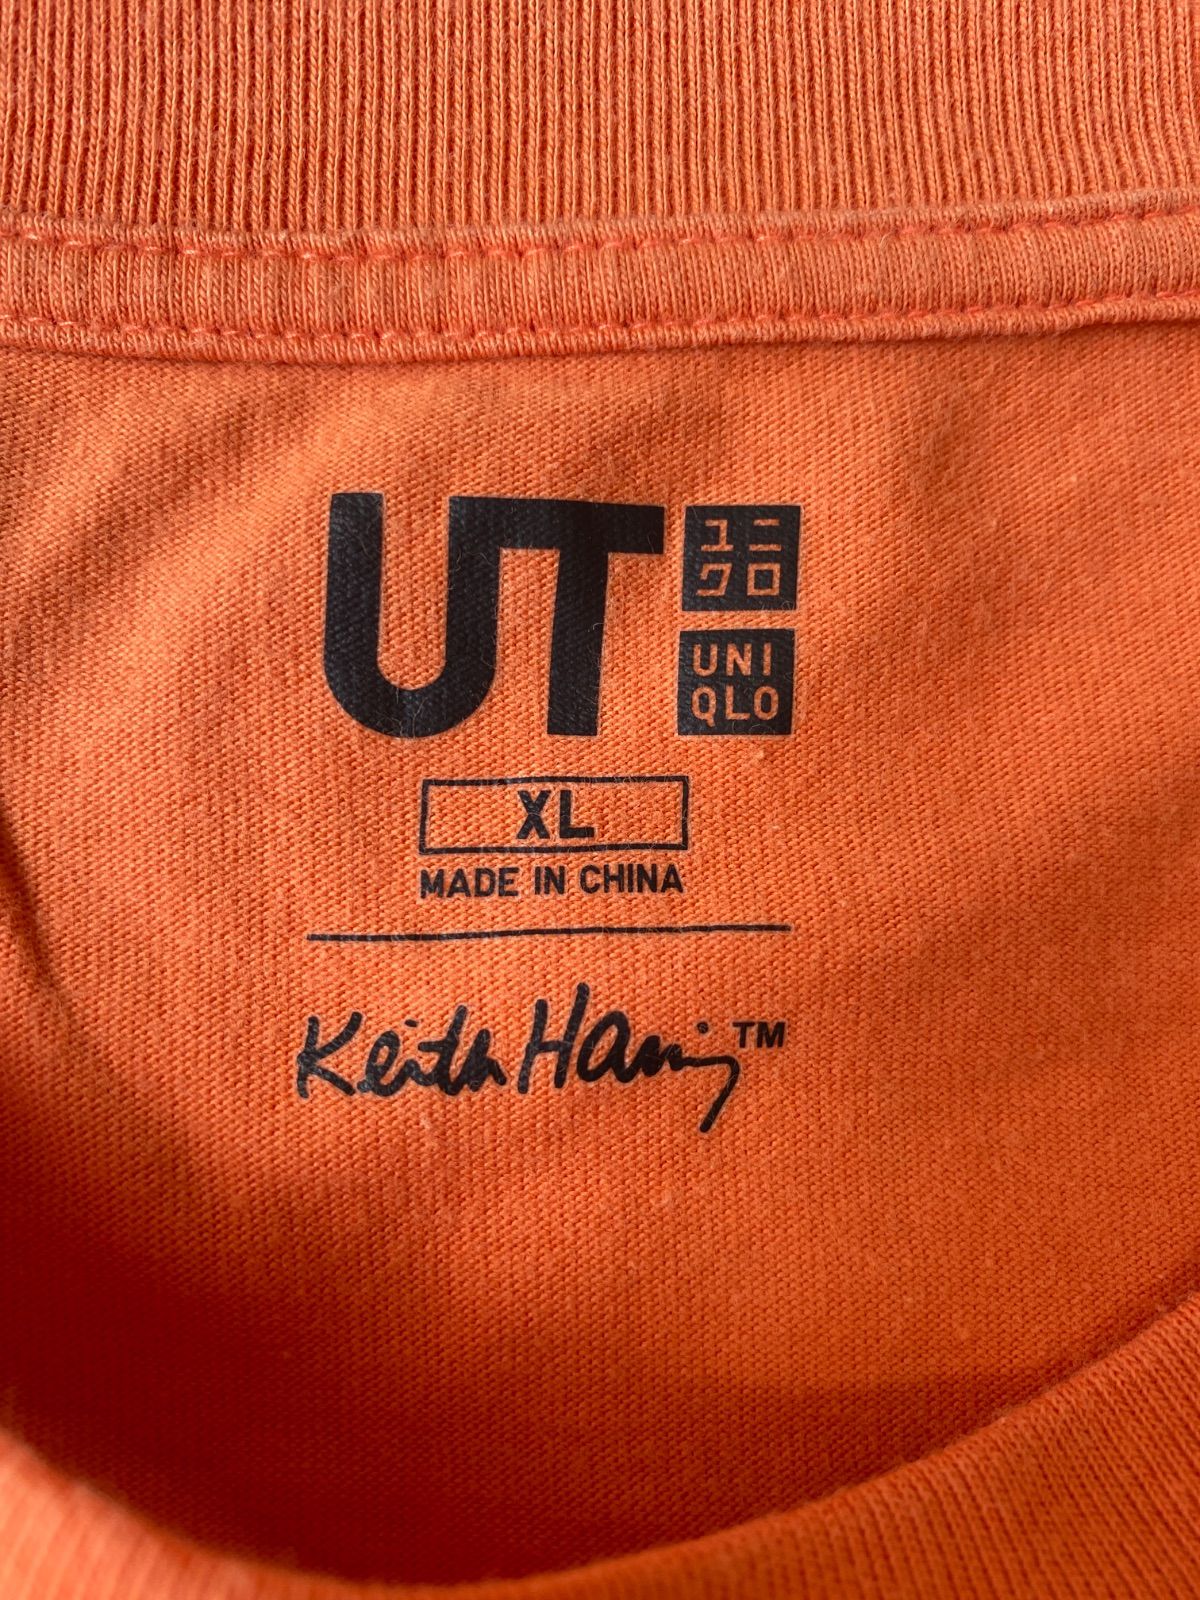 UT
ユニ
クロ
UNI
QLO
XL
MADE IN CHINA
Keith Haring™